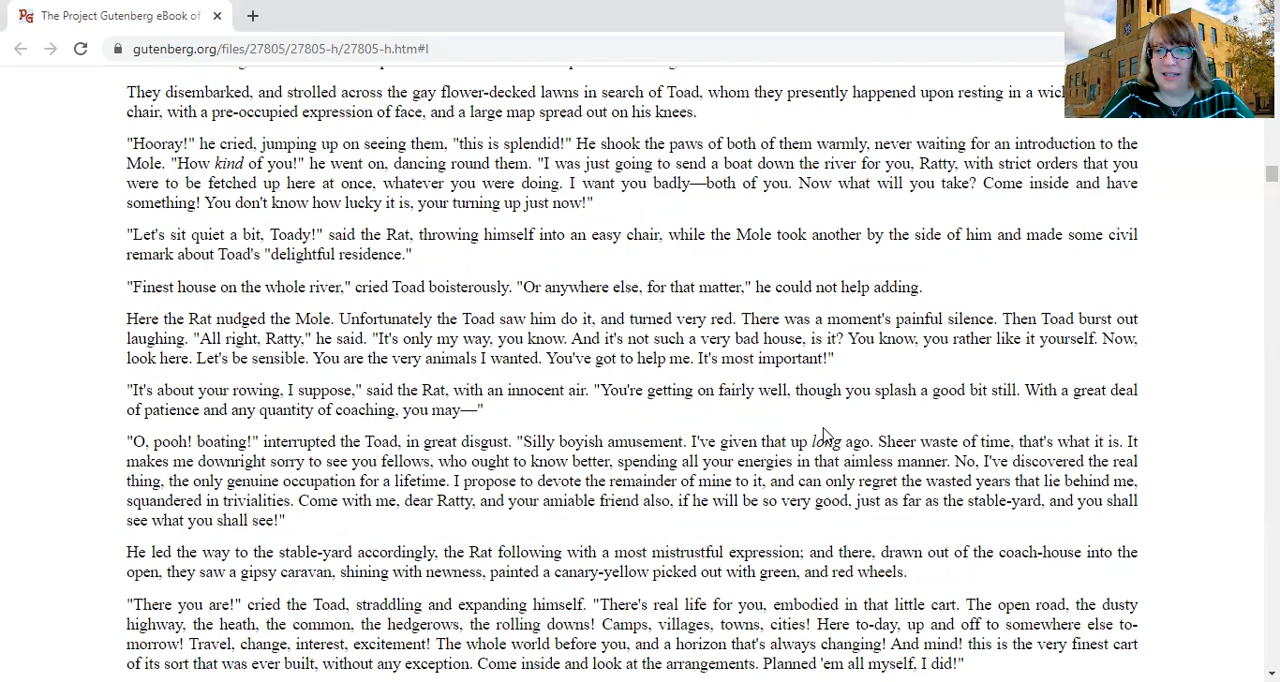 The Project Gutenberg eBook of
gutenberg.org/files/27805/27805-h/27805-h.htm#I
They disembarked, and strolled across the gay flower-decked lawns in search of Toad, whom they presently happened upon resting in a
chair, with a pre-occupied expression of face, and a large map spread out on his knees.
"Hooray!" he cried, jumping up on seeing them, "this is splendid!" He shook the paws of both of them warmly, never waiting for an introduction to the
Mole. "How kind of you!" he went on, dancing round them. "I was just going to send a boat down the river for you, Ratty, with strict orders that you
were to be fetched up here at once, whatever you were doing. I want you badly—both of you. Now what will you take? Come inside and have
something! You don't know how lucky it is, your turning up just now!"
"Let's sit quiet a bit, Toady!" said the Rat, throwing himself into an easy chair, while the Mole took another by the side of him and made some civil
remark about Toad's "delightful residence."
"Finest house on the whole river," cried Toad boisterously. "Or anywhere else, for that matter," he could not help adding.
Here the Rat nudged the Mole. Unfortunately the Toad saw him do it, and turned very red. There was a moment's painful silence. Then Toad burst out
laughing. "All right, Ratty," he said. "It's only my way, you know. And it's not such a very bad house, is it? You know, you rather like it yourself. Now,
look here. Let's be sensible. You are the very animals I wanted. You've got to help me. It's most important!"
"It's about your rowing, I suppose," said the Rat, with an innocent air. "You're getting on fairly well, though you splash a good bit still. With a great deal
of patience and any quantity of coaching, you may—"
"O, pooh! boating!" interrupted the Toad, in great disgust. "Silly boyish amusement. I've given that up long ago. Sheer waste of time, that's what it is. It
makes me downright sorry to see you fellows, who ought to know better, spending all your energies in that aimless manner. No, I've discovered the real
thing, the only genuine occupation for a lifetime. I propose to devote the remainder of mine to it, and can only regret the wasted years that lie behind me,
squandered in trivialities. Come with me, dear Ratty, and your amiable friend also, if he will be so very good, just as far as the stable-yard, and you shall
see what you shall see!"
He led the way to the stable-yard accordingly, the Rat following with a most mistrustful expression; and there, drawn out of the coach-house into the
open, they saw a gipsy caravan, shining with newness, painted a canary-yellow picked out with green, and red wheels.
"There you are!" cried the Toad, straddling and expanding himself. "There's real life for you, embodied in that little cart. The open road, the dusty
highway, the heath, the common, the hedgerows, the rolling downs! Camps, villages, towns, cities! Here to-day, up and off to somewhere else to-
morrow! Travel, change, interest, excitement! The whole world before you, and a horizon that's always changing! And mind! this is the very finest cart
of its sort that was ever built, without any exception. Come inside and look at the arrangements. Planned 'em all myself, I did!"